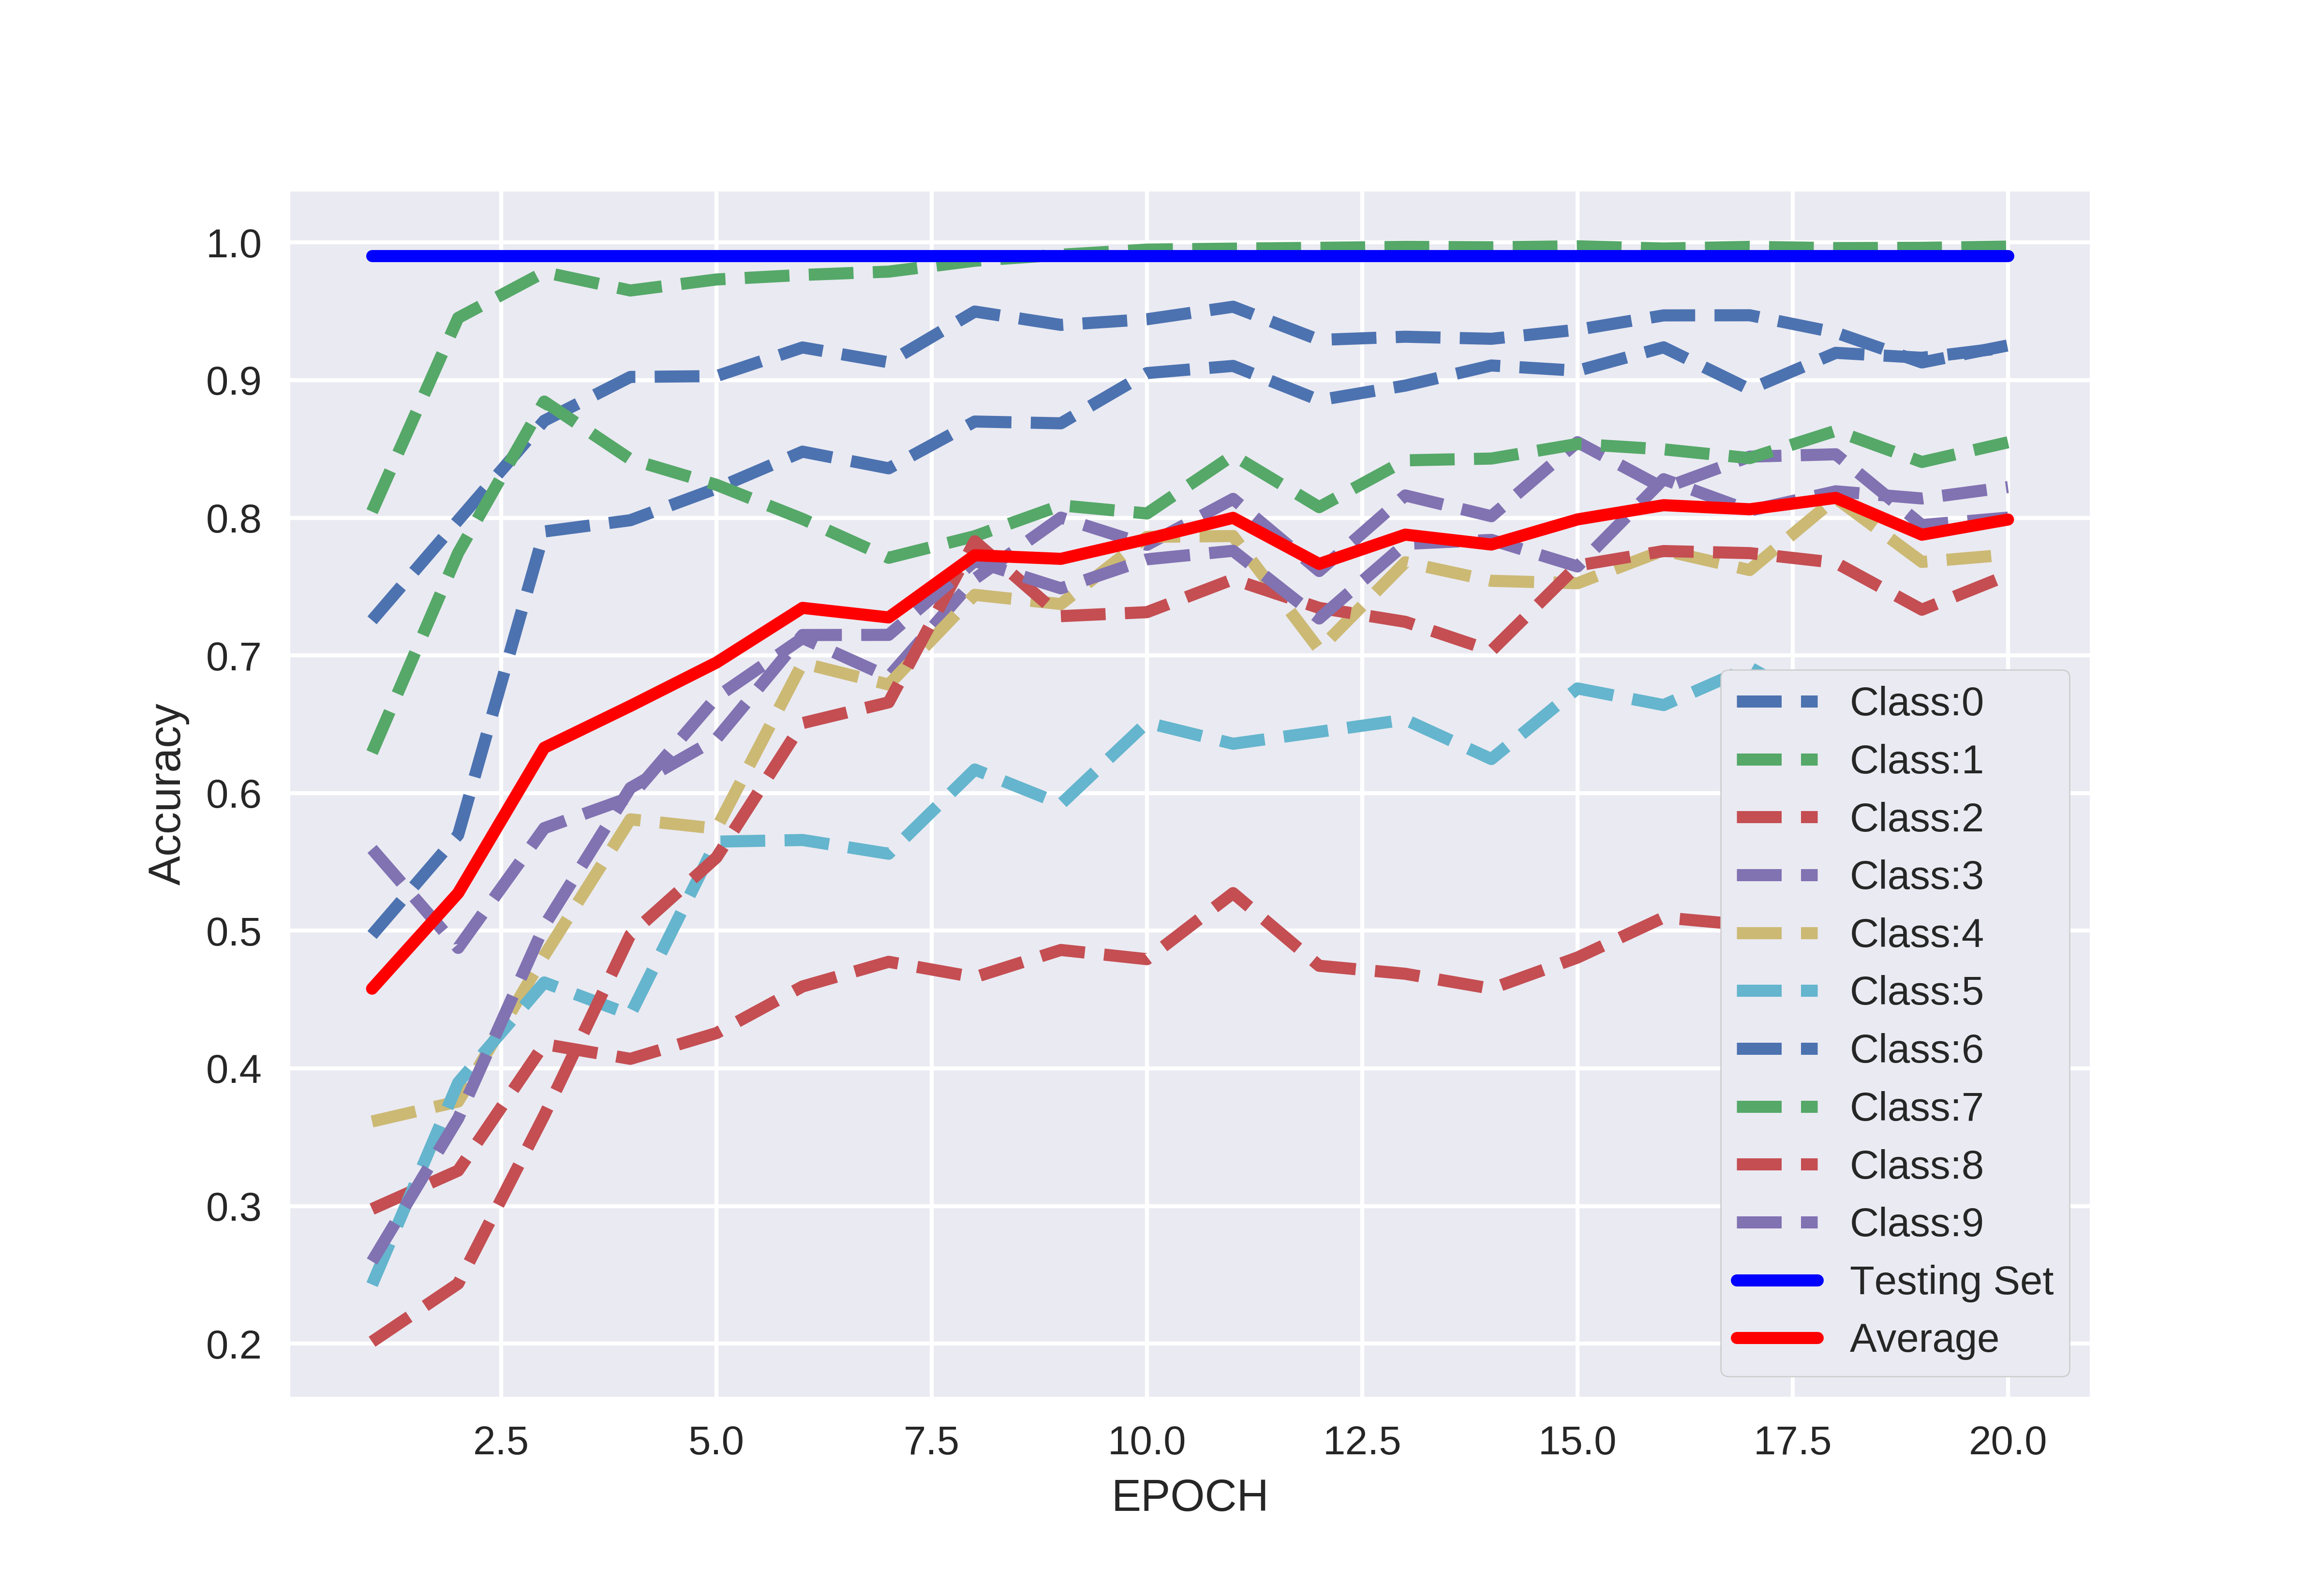 1.0
0.9
0.8
0.7
0.6
0.5
0.4
0.3
0.2
Accuracy
2.5 5.0 7.5 10.0 12.5 15.0 17.5 20.0
EPOCH
Class:0
Class:1
Class:2
Class:3
Class:4
Class:5
Class:6
Class:7
Class:8
Class:9
Testing Set
Average